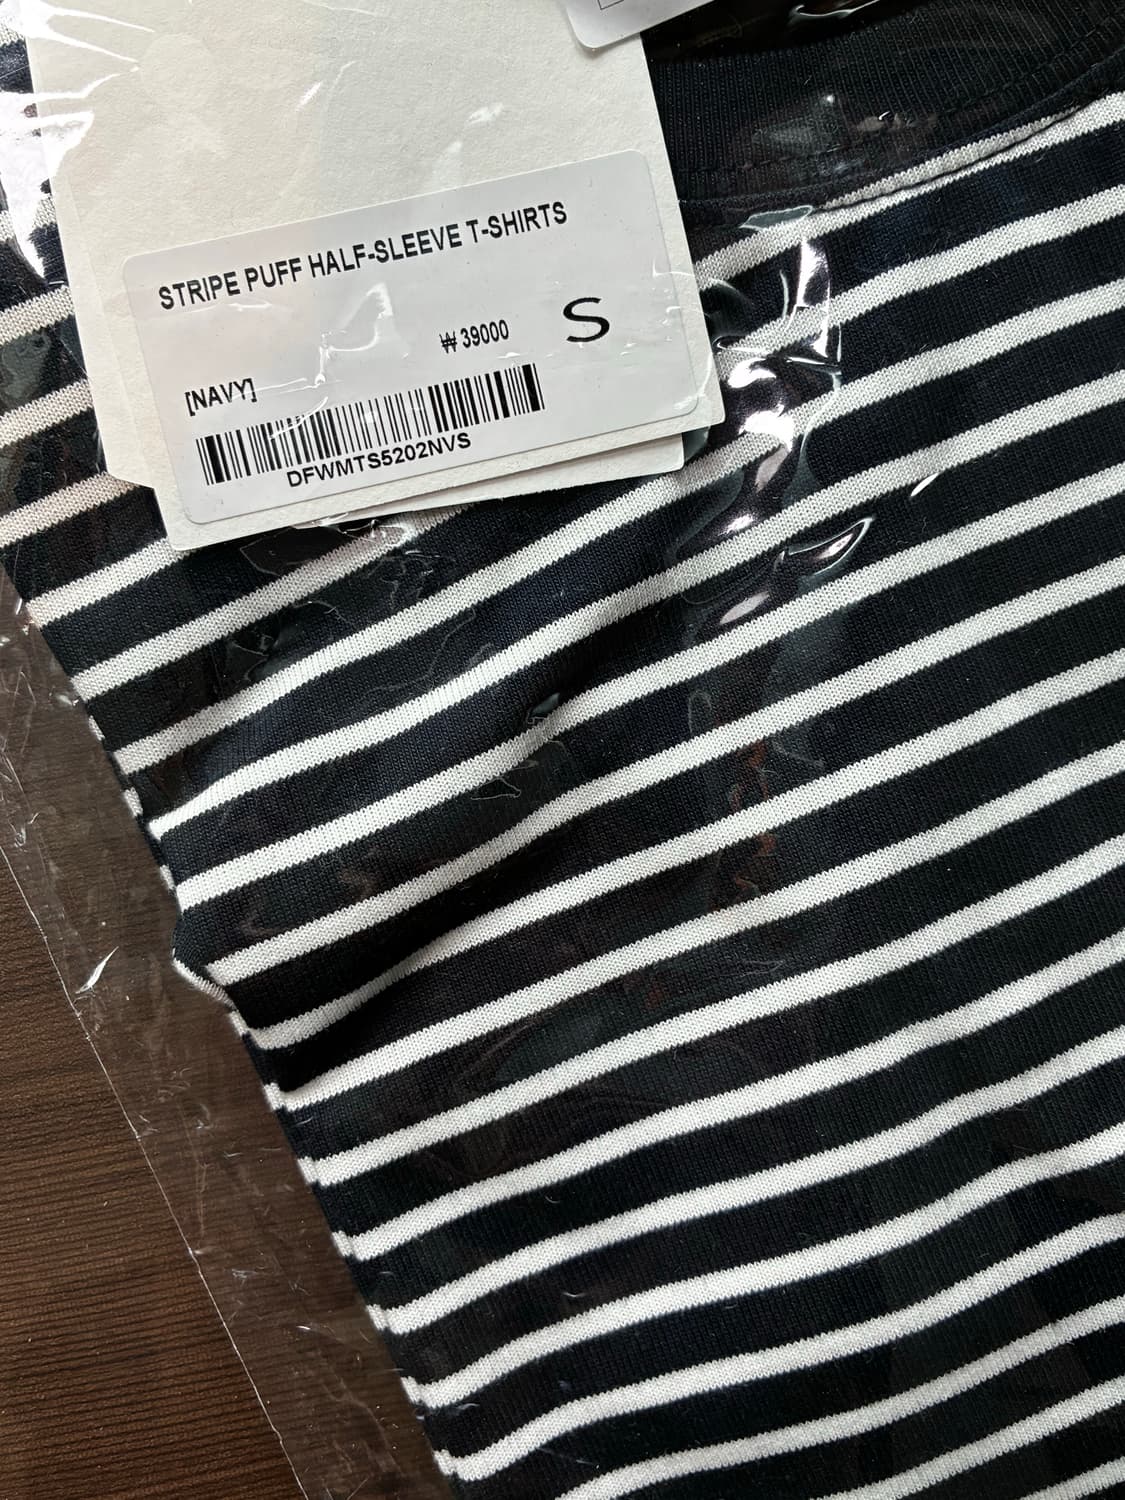 STRIPE PUFF HALF-SLEEVE T-SHIRTS
₩ 39000
S
[NAVY]
DFWMTS5202NVS